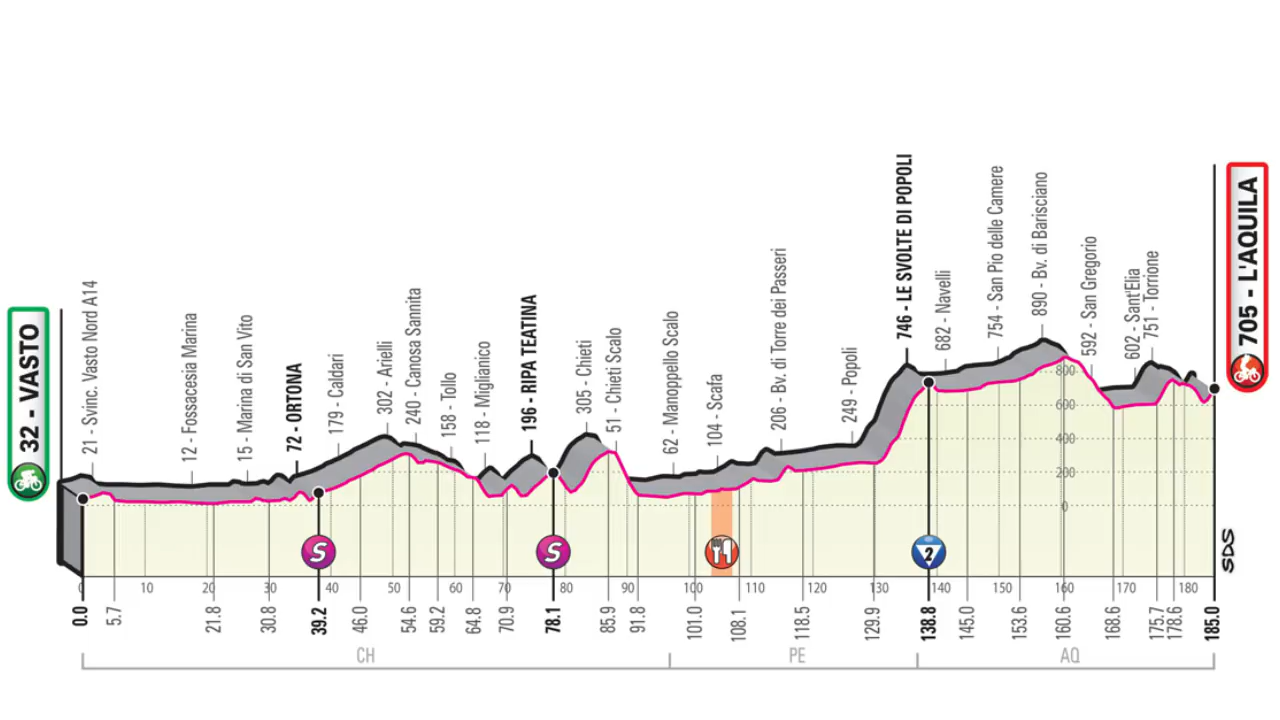 32 - VASTO
21 - Svinc. Vasto Nord A14
12 - Fossacesia Marina
15 - Marina di San Vito
72 - ORTONA
179 - Caldari
302 - Arielli
240 - Canosa Sannita
158 - Tollo
118 - Miglianico
196 - RIPA TEATINA
305 - Chieti
51 - Chieti Scalo
62 - Manoppello Scalo
104 - Scafa
206 - Bv. di Torre dei Passeri
249 - Popoli
746 - LE SVOLTE DI POPOLI
682 - Navelli
754 - San Pio delle Camere
890 - Bv. di Barisciano
592 - San Gregorio
602 - Sant'Elia
751 - Torrione
705 - L'AQUILA
800
600
400
200
0
S
S
2
SDS
0 10 20 30 40 50 60 70 80 90 100 110 120 130 140 150 160 170 180
0.0 5.7 21.8 30.8 39.2 46.0 54.6 59.2 64.8 70.9 78.1 85.9 91.8 101.0 108.1 118.5 129.9 138.8 145.0 153.6 160.6 168.6 175.7 178.6 185.0
CH PE AQ